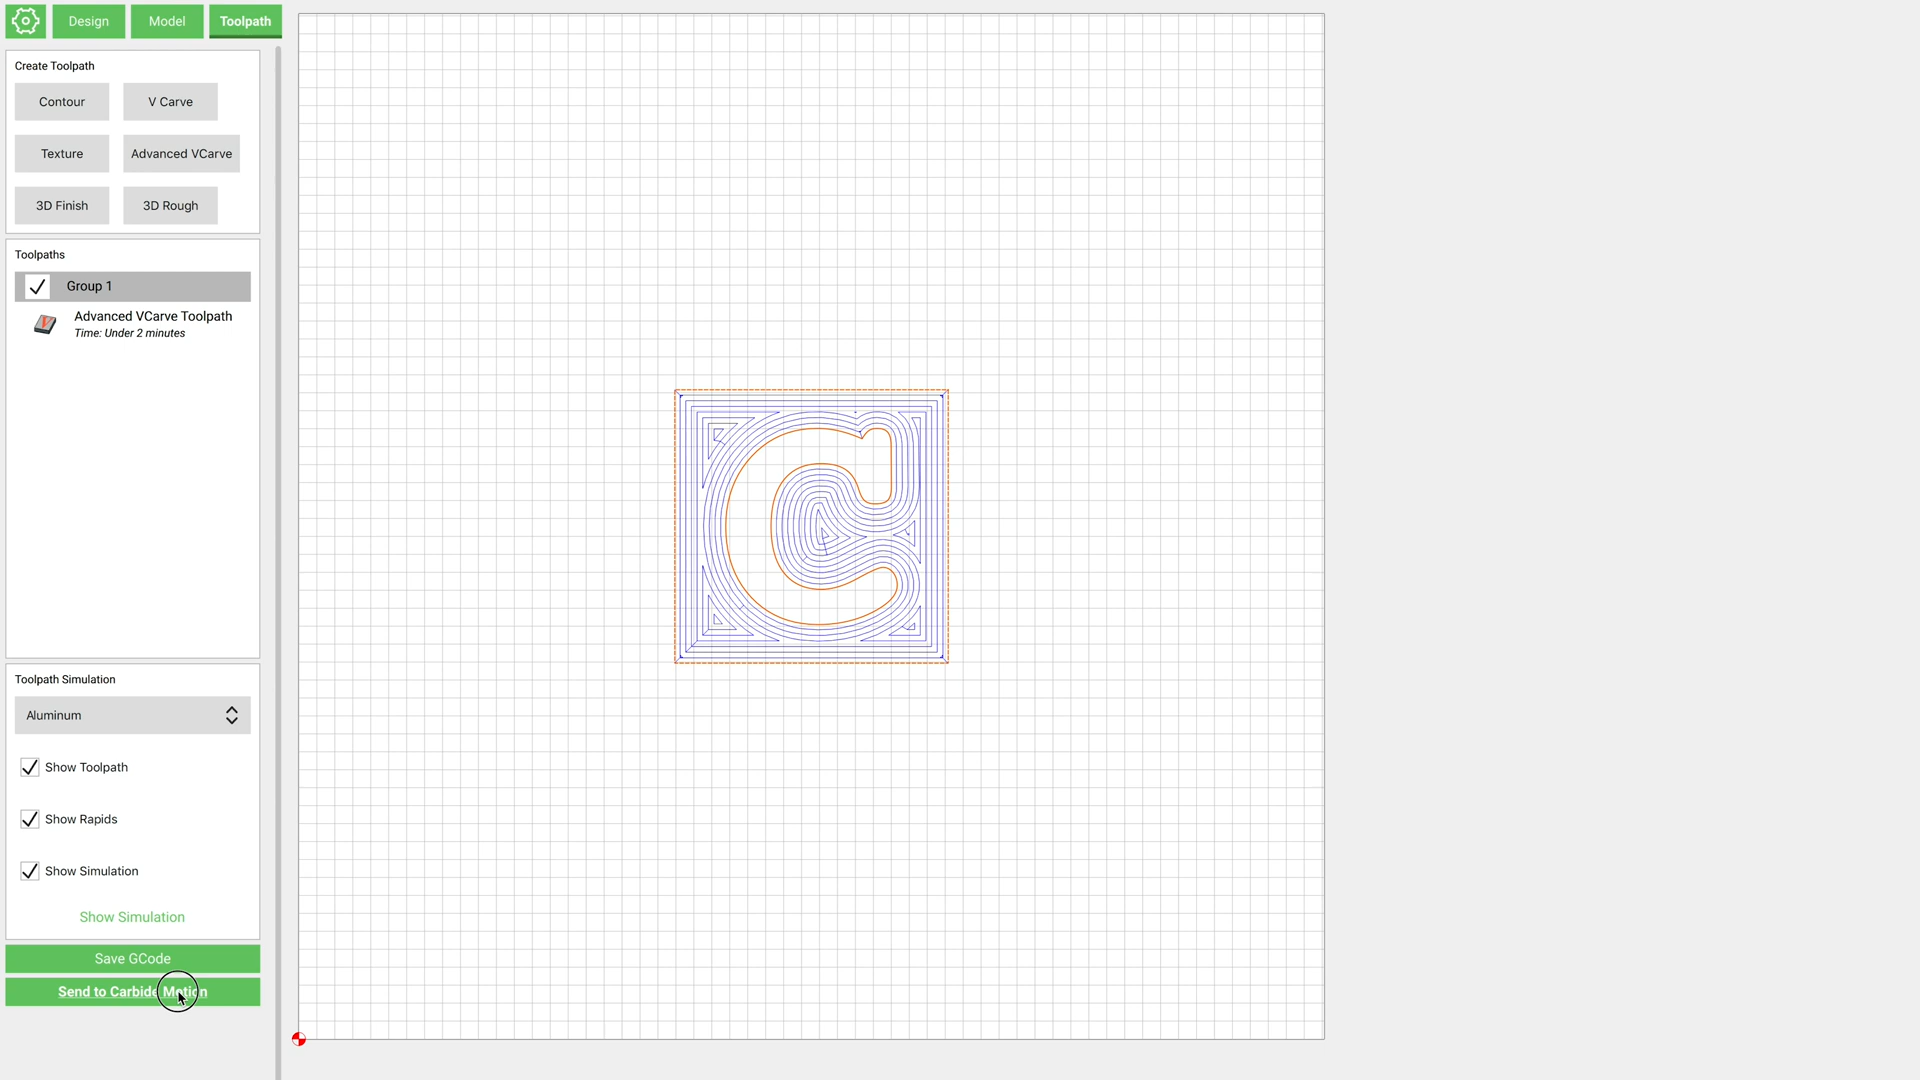 Design Model Toolpath
Create Toolpath
Contour V Carve
Texture Advanced VCarve
3D Finish 3D Rough
Toolpaths
Group 1
Advanced VCarve Toolpath
Time: Under 2 minutes
Toolpath Simulation
Aluminum
Show Toolpath
Show Rapids
Show Simulation
Show Simulation
Save GCode
Send to Carbide Motion